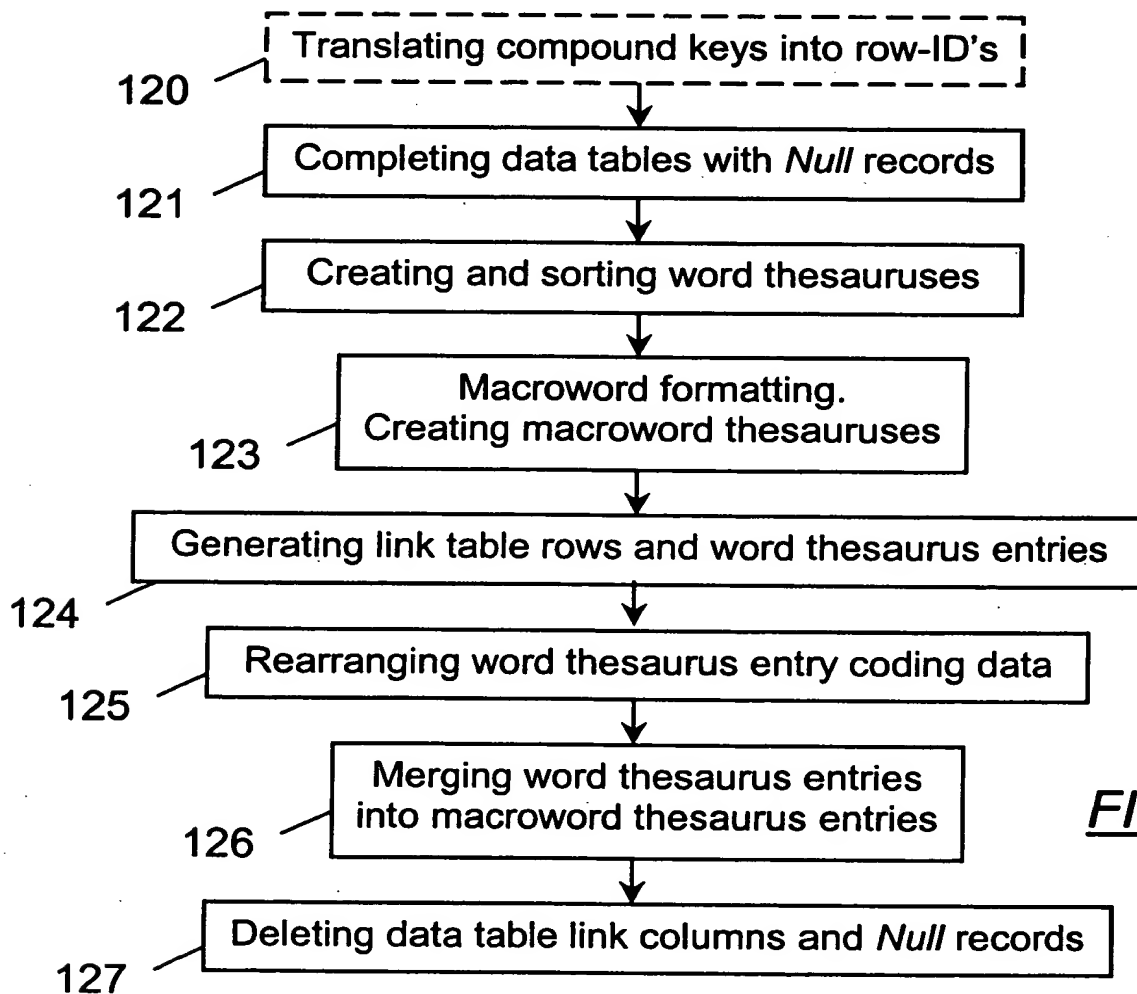 Translating compound keys into row-ID's
120
Completing data tables with Null records
121
Creating and sorting word thesauruses
122
Macroword formatting.
Creating macroword thesauruses
123
Generating link table rows and word thesaurus entries
124
Rearranging word thesaurus entry coding data
125
Merging word thesaurus entries
into macroword thesaurus entries
126
Deleting data table link columns and Null records
127